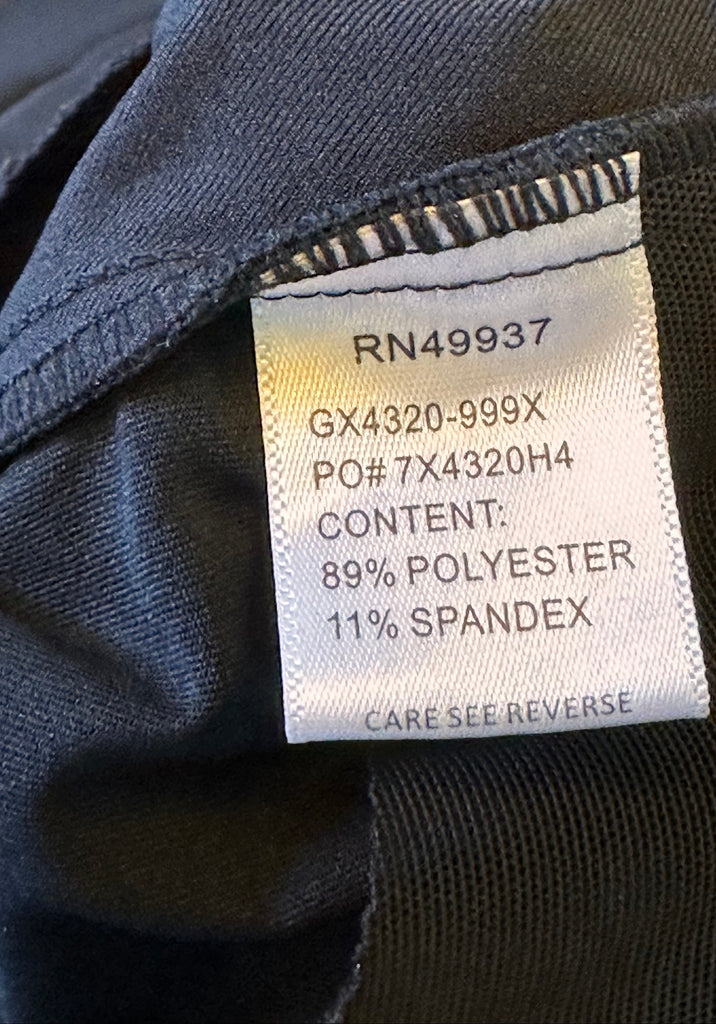 RN49937
GX4320-999X
PO# 7X4320H4
CONTENT:
89% POLYESTER
11% SPANDEX
CARE SEE REVERSE